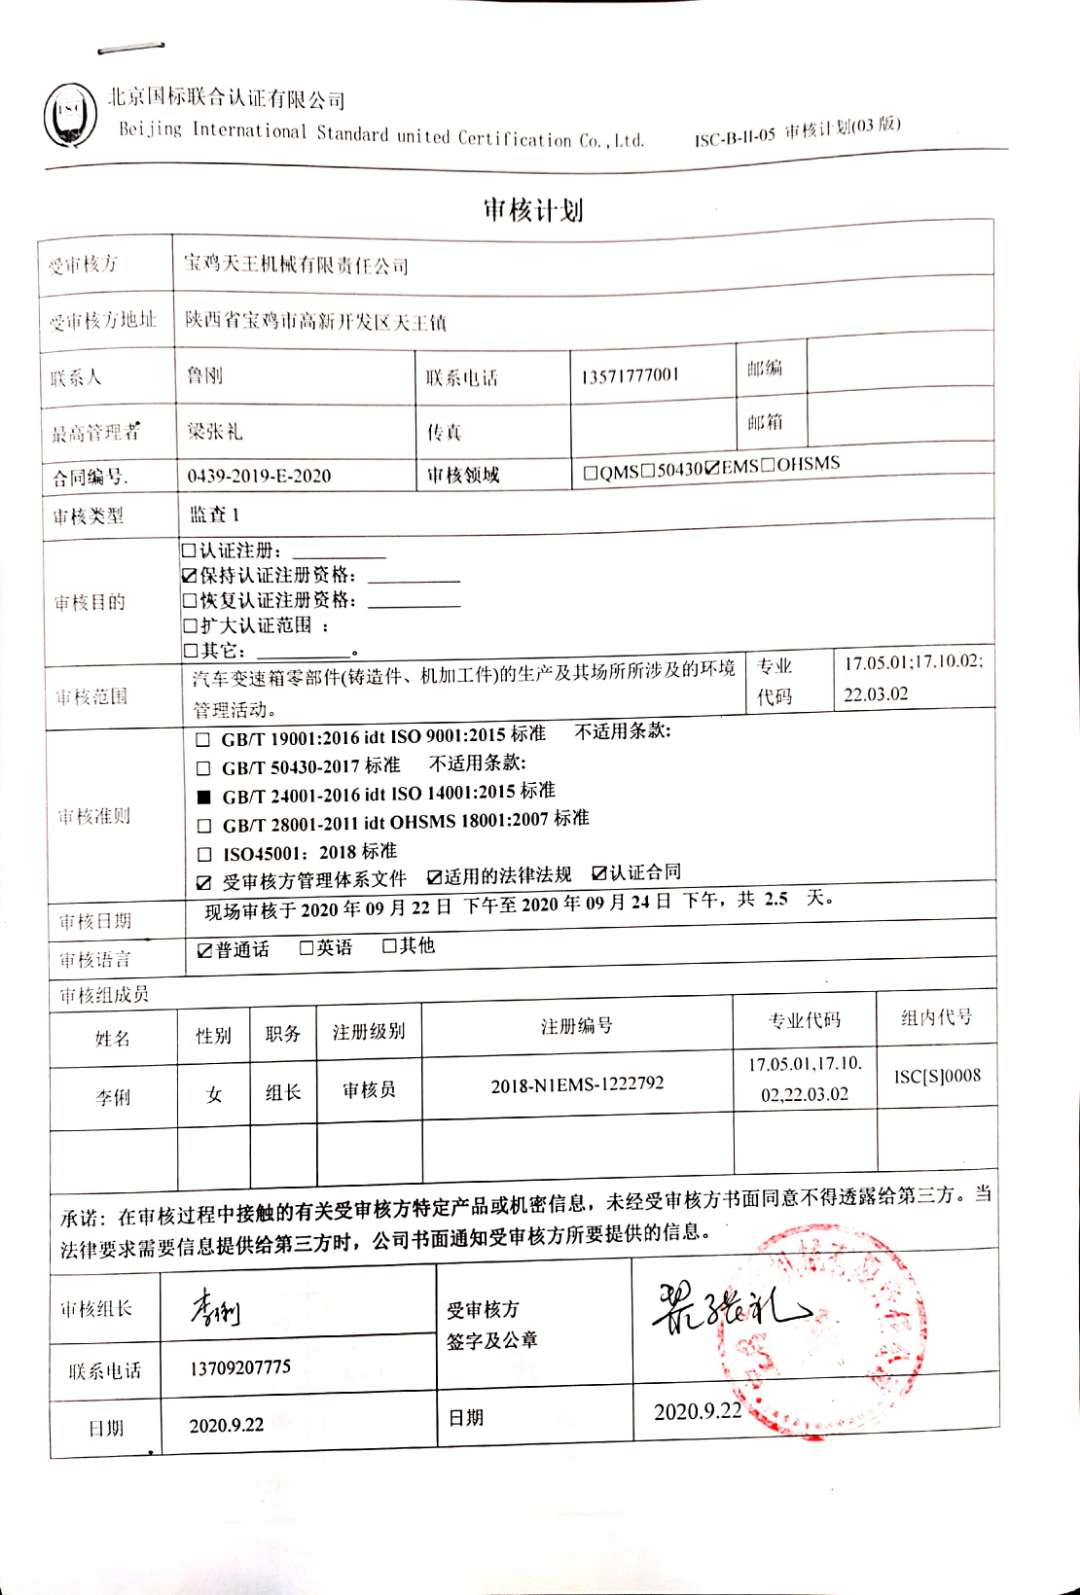 ISC
北京国标联合认证有限公司
Beijing International Standard united Certification Co.,Ltd.
ISC-B-II-05 审核计划(03 版)
审核计划
受审核方 宝鸡天王机械有限责任公司
受审核方地址 陕西省宝鸡市高新开发区天王镇
联系人 鲁刚 联系电话 13571777001 邮编
最高管理者 梁张礼 传真 邮箱
合同编号. 0439-2019-E-2020 审核领域 □QMS□50430☑EMS□OHSMS
审核类型 监查 1
审核目的
□认证注册：
☑保持认证注册资格：
□恢复认证注册资格：
□扩大认证范围 ：
□其它： 。
审核范围 汽车变速箱零部件(铸造件、机加工件)的生产及其场所所涉及的环境
管理活动。
专业
代码
17.05.01;17.10.02;
22.03.02
审核准则
□ GB/T 19001:2016 idt ISO 9001:2015 标准 不适用条款:
□ GB/T 50430-2017 标准 不适用条款:
■ GB/T 24001-2016 idt ISO 14001:2015 标准
□ GB/T 28001-2011 idt OHSMS 18001:2007 标准
□ ISO45001：2018 标准
☑ 受审核方管理体系文件 ☑适用的法律法规 ☑认证合同
审核日期 现场审核于 2020 年 09 月 22 日 下午至 2020 年 09 月 24 日 下午，共 2.5 天。
审核语言 ☑普通话 □英语 □其他
审核组成员
姓名 性别 职务 注册级别 注册编号 专业代码 组内代号
李俐 女 组长 审核员 2018-N1EMS-1222792 17.05.01,17.10. ISC[S]0008
02,22.03.02
承诺：在审核过程中接触的有关受审核方特定产品或机密信息，未经受审核方书面同意不得透露给第三方。当
法律要求需要信息提供给第三方时，公司书面通知受审核方所要提供的信息。
审核组长 李俐
受审核方
签字及公章
梁张礼
联系电话 13709207775
日期 2020.9.22 日期 2020.9.22